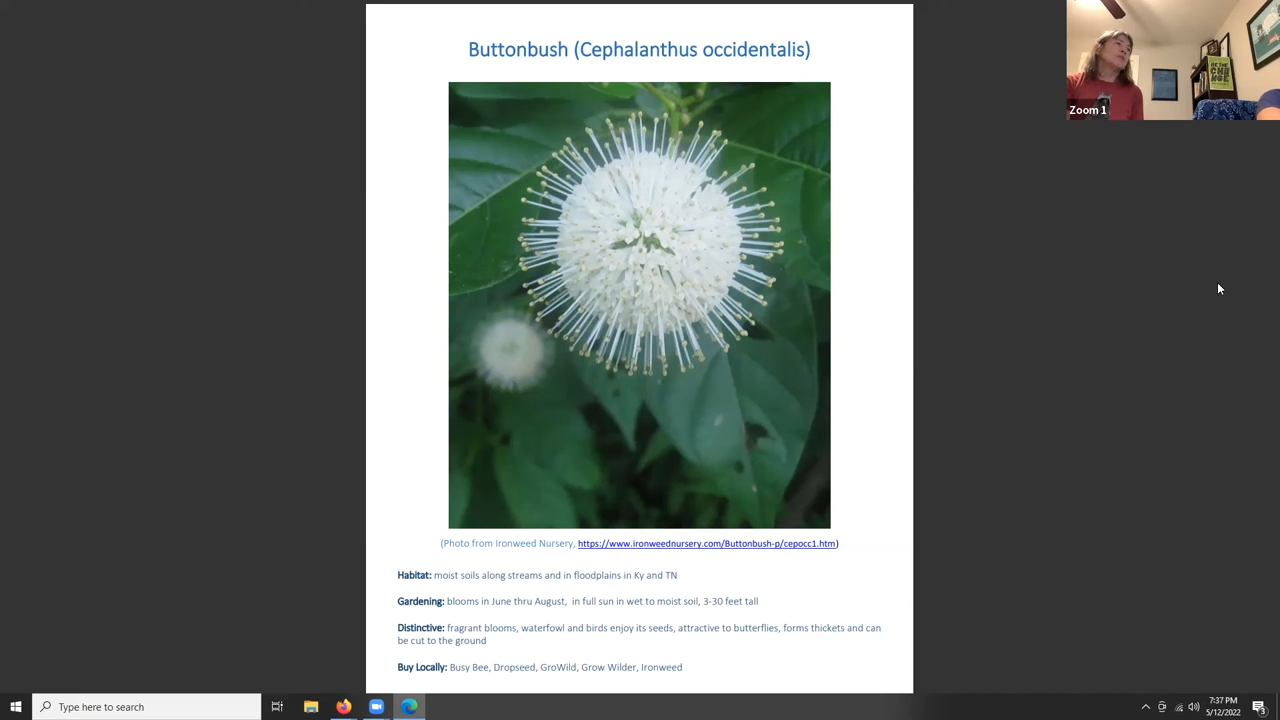 Buttonbush (Cephalanthus occidentalis)
BE THE
CHANGE
Zoom 1
(Photo from Ironweed Nursery, https://www.ironweednursery.com/Buttonbush-p/cepocc1.htm)
Habitat: moist soils along streams and in floodplains in Ky and TN
Gardening: blooms in June thru August,  in full sun in wet to moist soil, 3-30 feet tall
Distinctive: fragrant blooms, waterfowl and birds enjoy its seeds, attractive to butterflies, forms thickets and can
be cut to the ground
Buy Locally: Busy Bee, Dropseed, GroWild, Grow Wilder, Ironweed
Type here to search
7:37 PM
5/12/2022